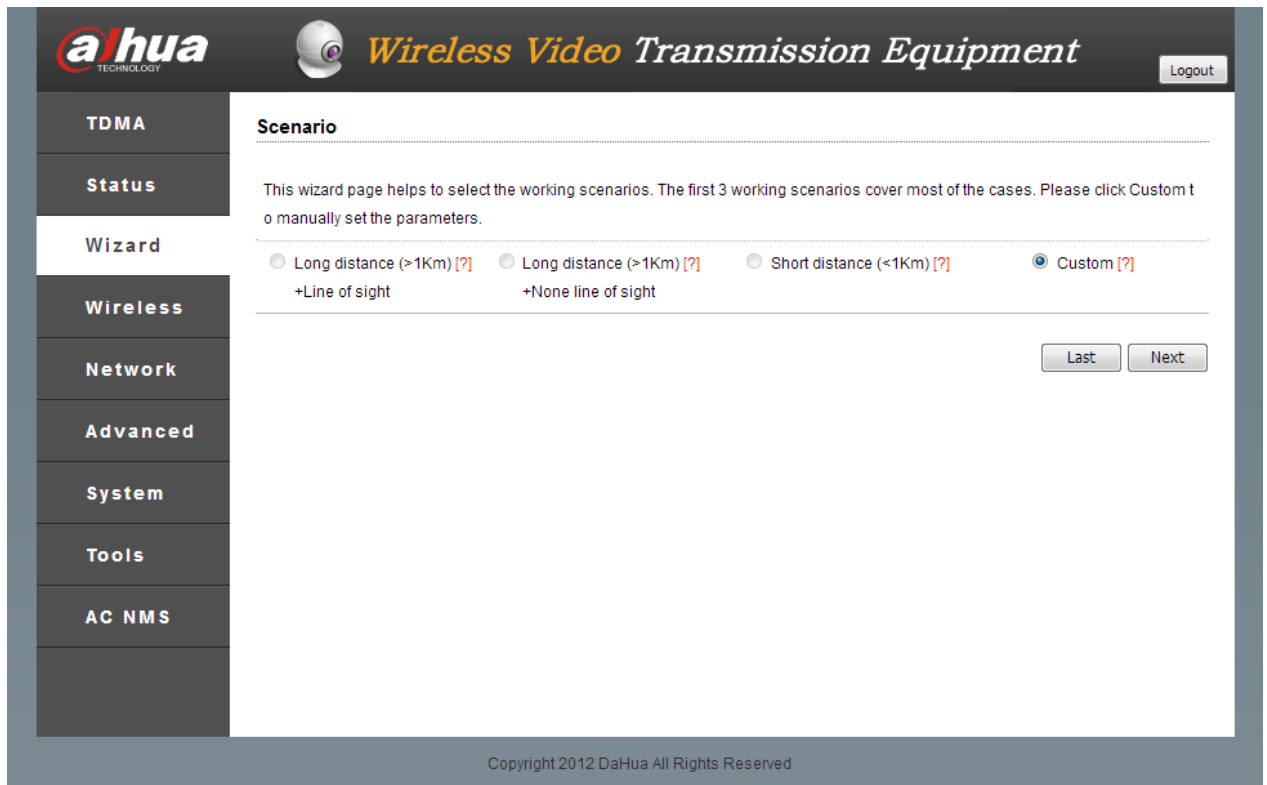 alhua
TECHNOLOGY
Wireless Video Transmission Equipment
Logout
TDMA
Status
Wizard
Wireless
Network
Advanced
System
Tools
AC NMS
Scenario
This wizard page helps to select the working scenarios. The first 3 working scenarios cover most of the cases. Please click Custom t
o manually set the parameters.
Long distance (>1Km) [?]
+Line of sight
Long distance (>1Km) [?]
+None line of sight
Short distance (<1Km) [?]
Custom [?]
Last
Next
Copyright 2012 DaHua All Rights Reserved